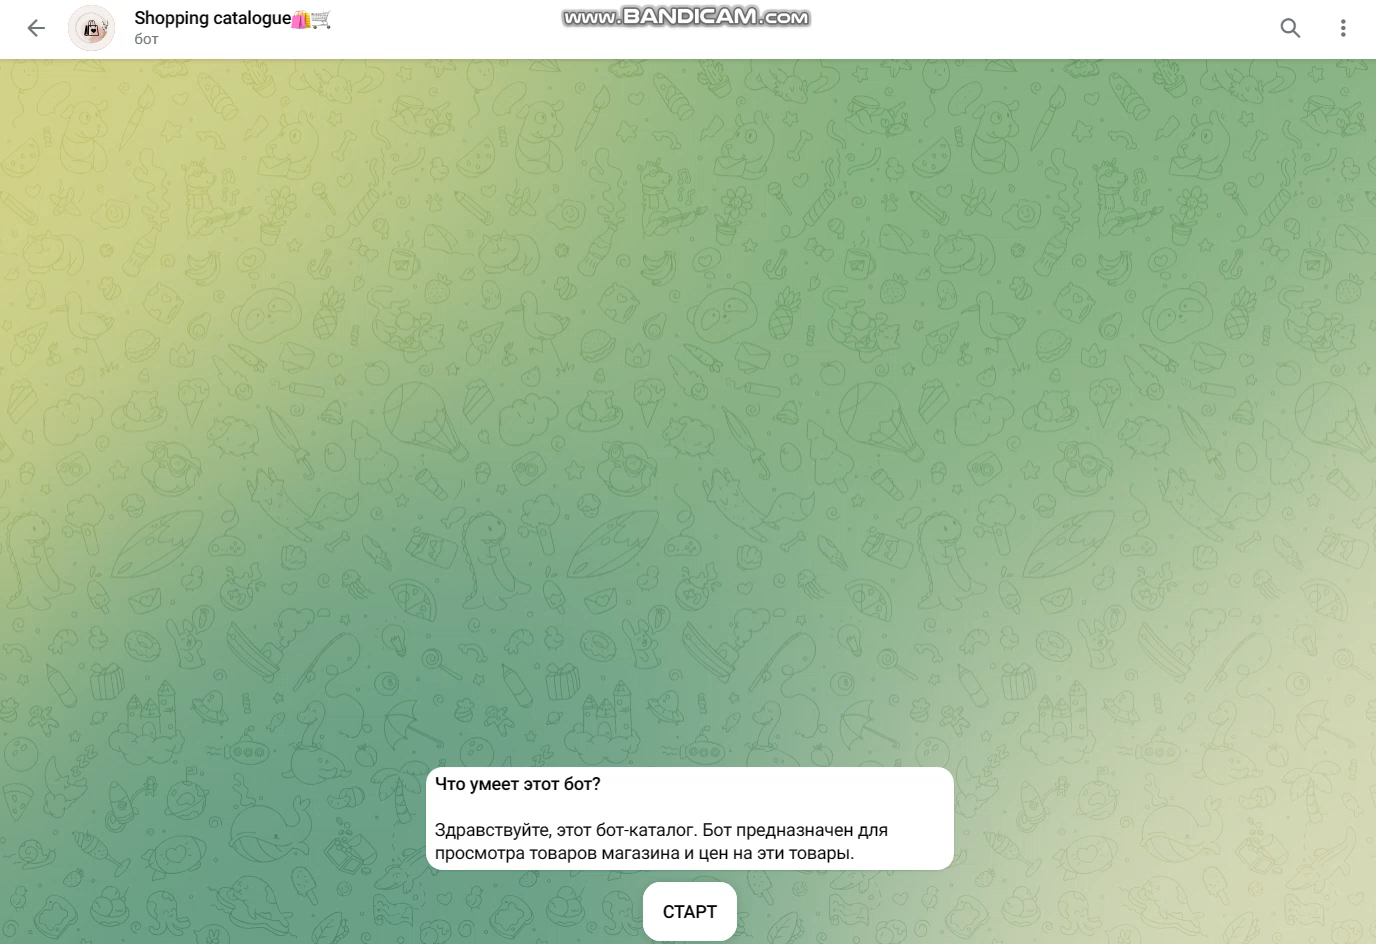 Shopping catalogue
бот
www.BANDICAM.COM
Что умеет этот бот?
Здравствуйте, этот бот-каталог. Бот предназначен для
просмотра товаров магазина и цен на эти товары.
СТАРТ